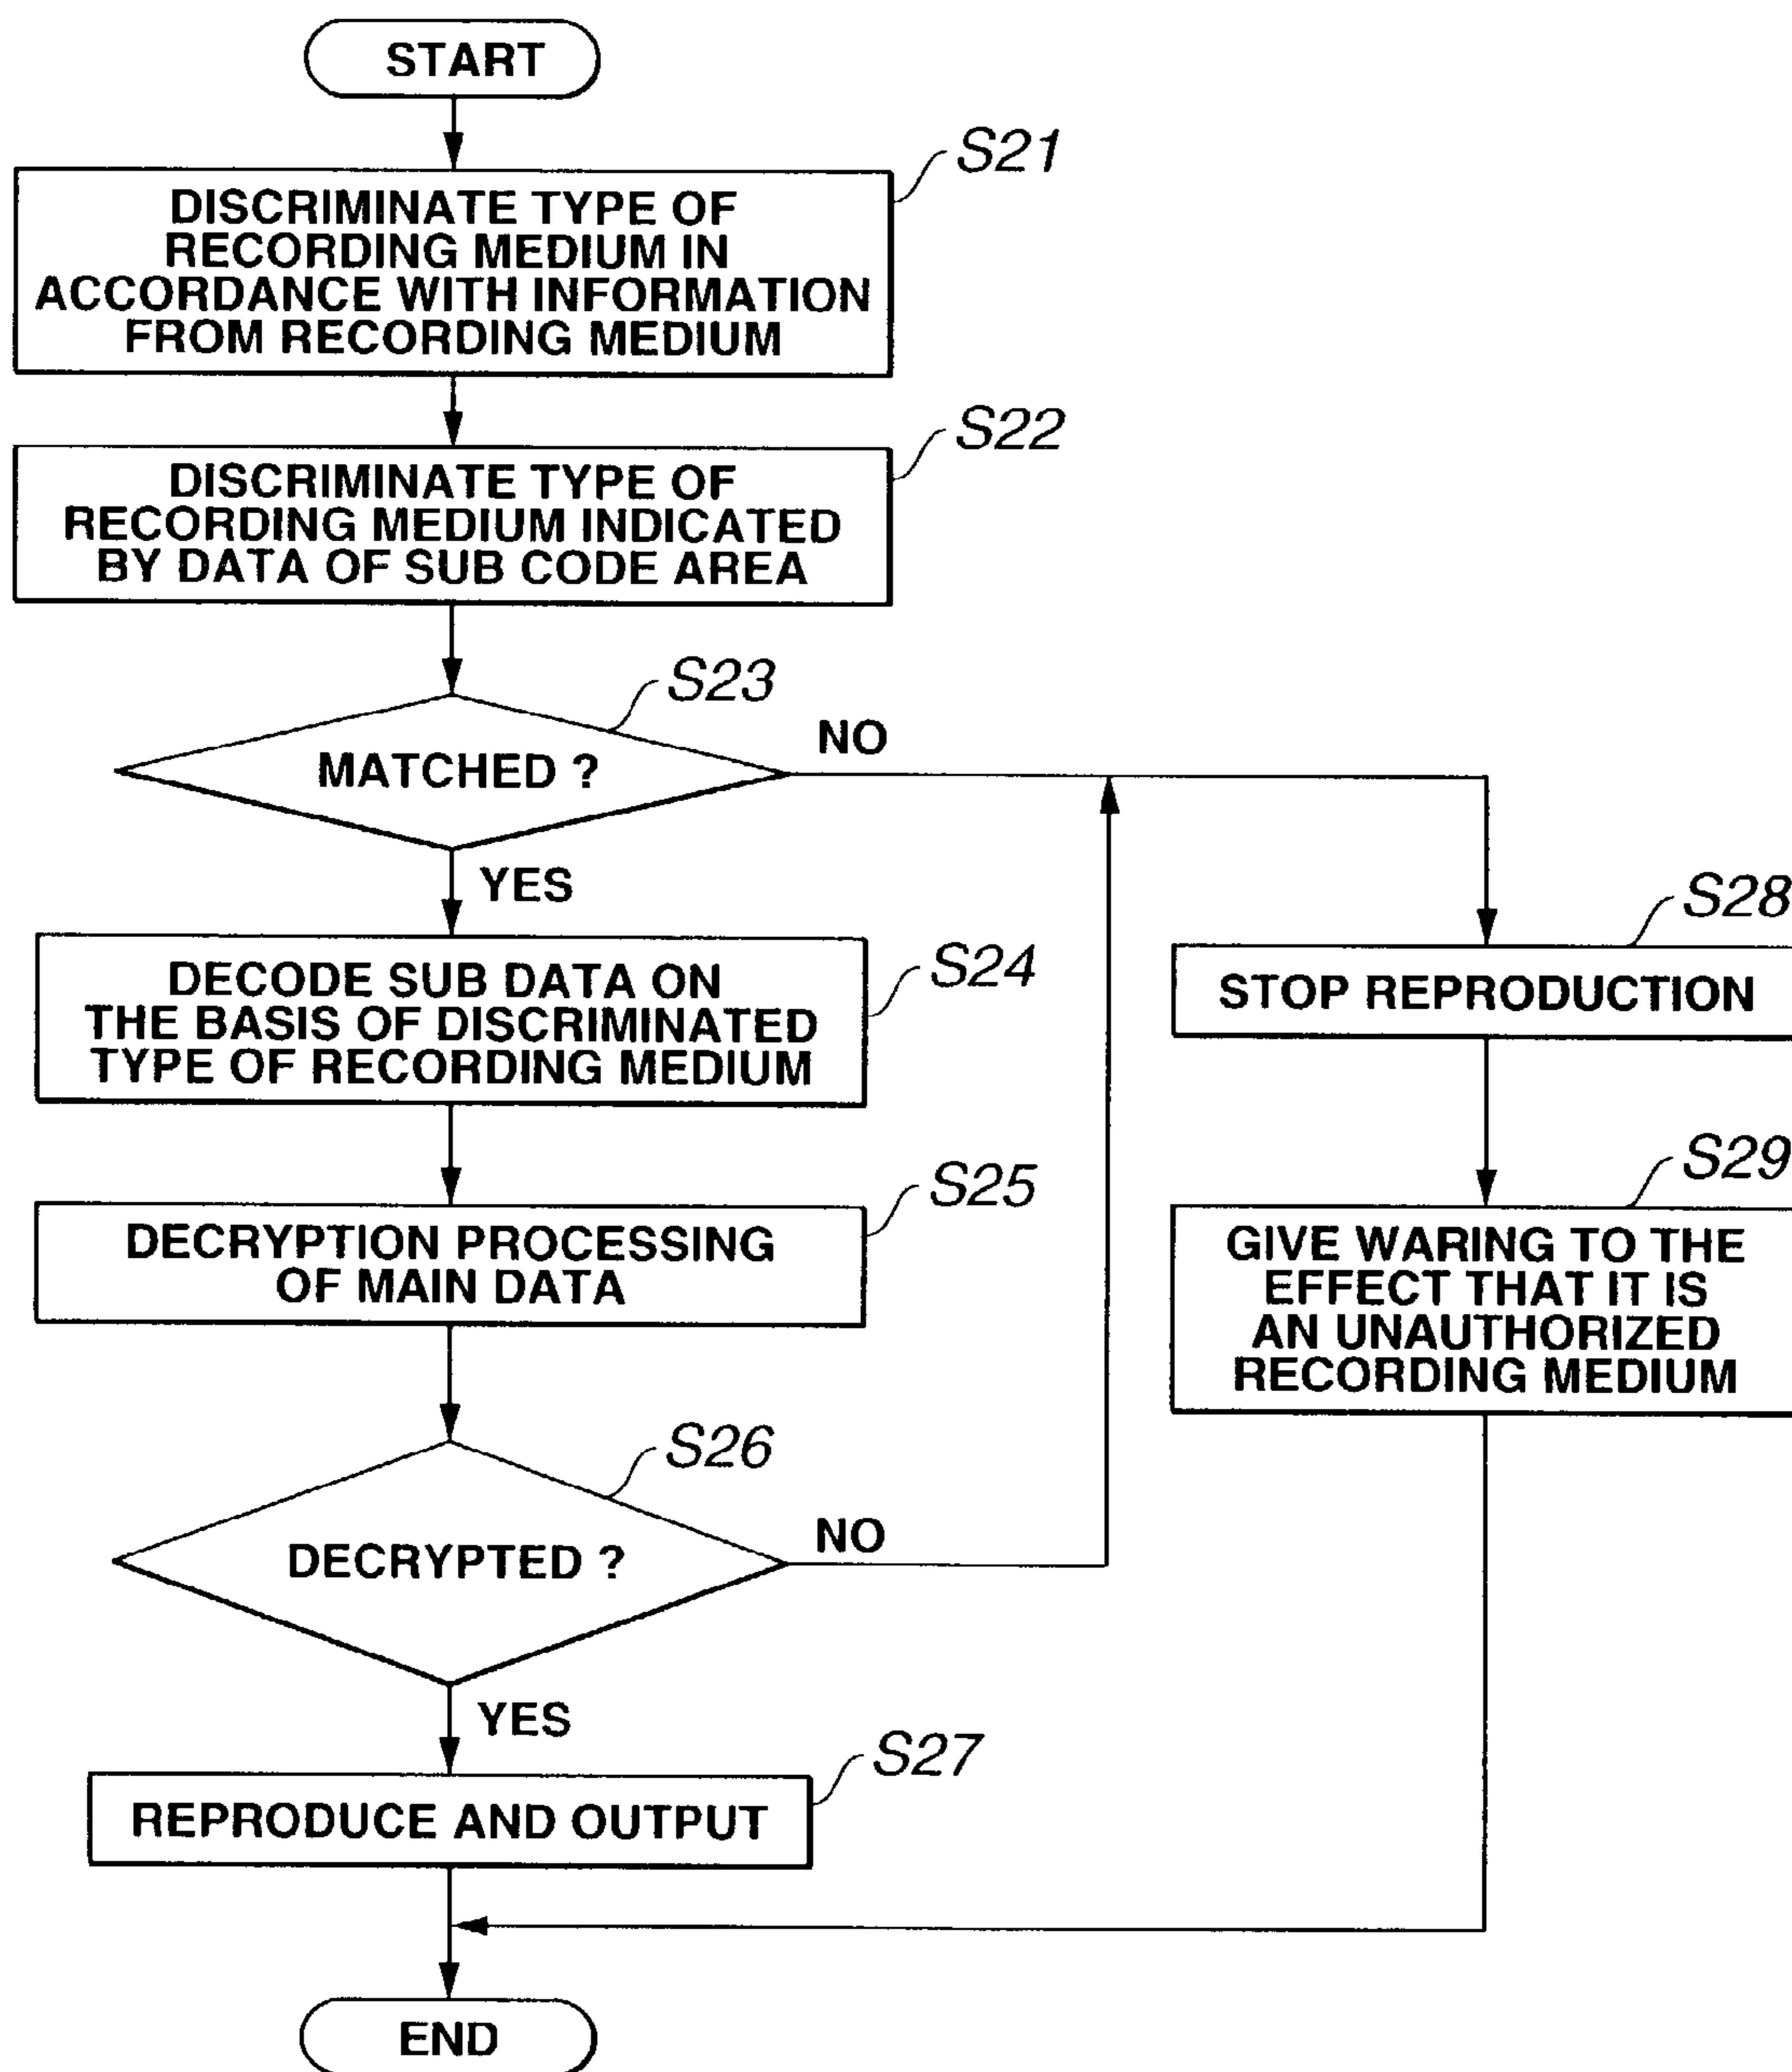 START
S21
DISCRIMINATE TYPE OF
RECORDING MEDIUM IN
ACCORDANCE WITH INFORMATION
FROM RECORDING MEDIUM
S22
DISCRIMINATE TYPE OF
RECORDING MEDIUM INDICATED
BY DATA OF SUB CODE AREA
S23
MATCHED ?
NO
YES
S24
DECODE SUB DATA ON
THE BASIS OF DISCRIMINATED
TYPE OF RECORDING MEDIUM
S25
DECRYPTION PROCESSING
OF MAIN DATA
S26
DECRYPTED ?
NO
YES
S27
REPRODUCE AND OUTPUT
S28
STOP REPRODUCTION
S29
GIVE WARING TO THE
EFFECT THAT IT IS
AN UNAUTHORIZED
RECORDING MEDIUM
END